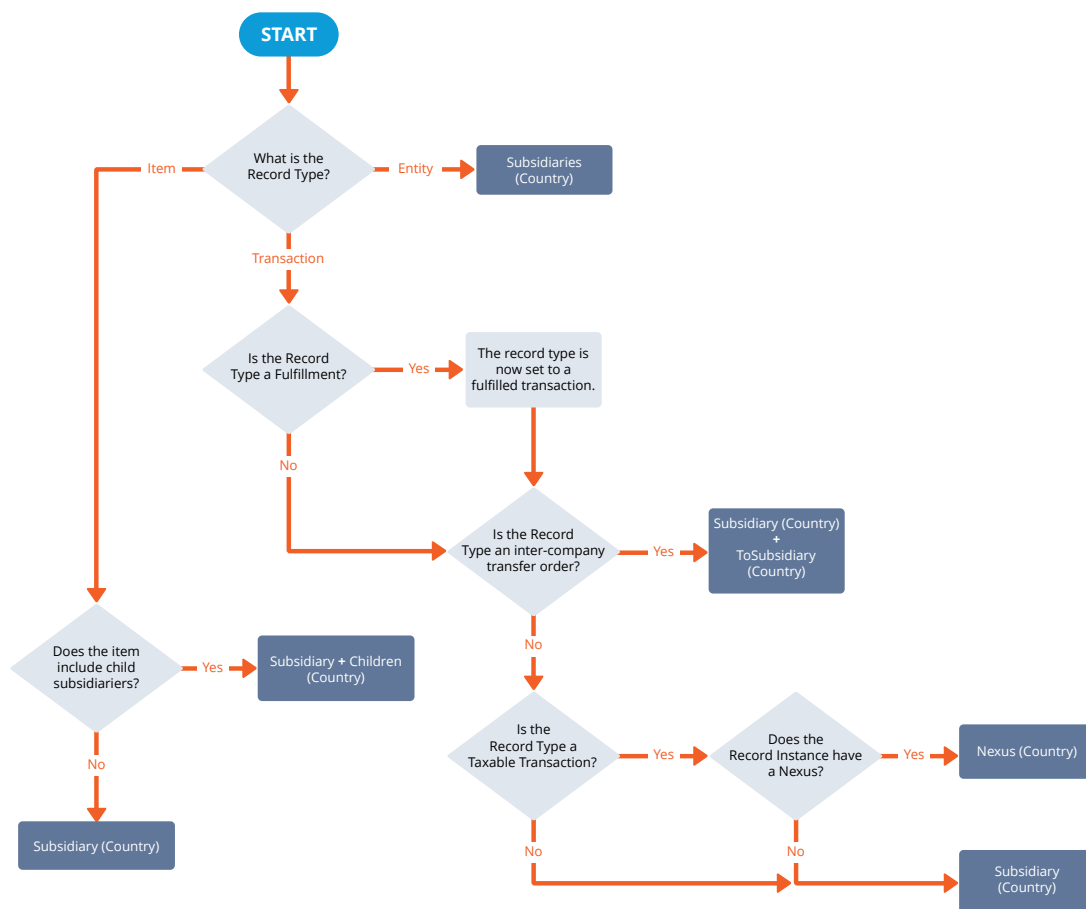 START
What is the
Record Type?
Item
Entity
Subsidiaries
(Country)
Transaction
Is the Record
Type a Fulfillment?
Yes
The record type is
now set to a
fulfilled transaction.
No
Is the Record
Type an inter-company
transfer order?
Yes
Subsidiary (Country)
+
ToSubsidiary
(Country)
No
Does the item
include child
subsidiariers?
Yes
Subsidiary + Children
(Country)
No
Subsidiary (Country)
Is the
Record Type a
Taxable Transaction?
Yes
Does the
Record Instance have
a Nexus?
Yes
Nexus (Country)
No
No
Subsidiary
(Country)